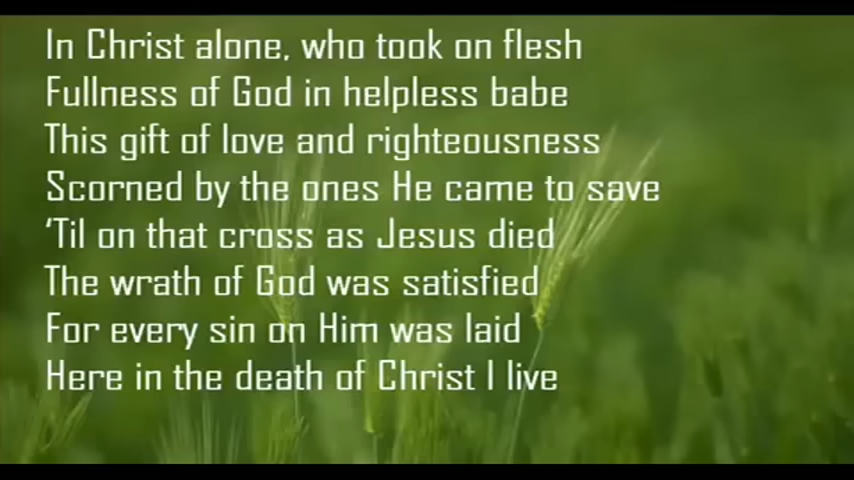 In Christ alone, who took on flesh
Fullness of God in helpless babe
This gift of love and righteousness
Scorned by the ones He came to save
‘Til on that cross as Jesus died
The wrath of God was satisfied
For every sin on Him was laid
Here in the death of Christ I live